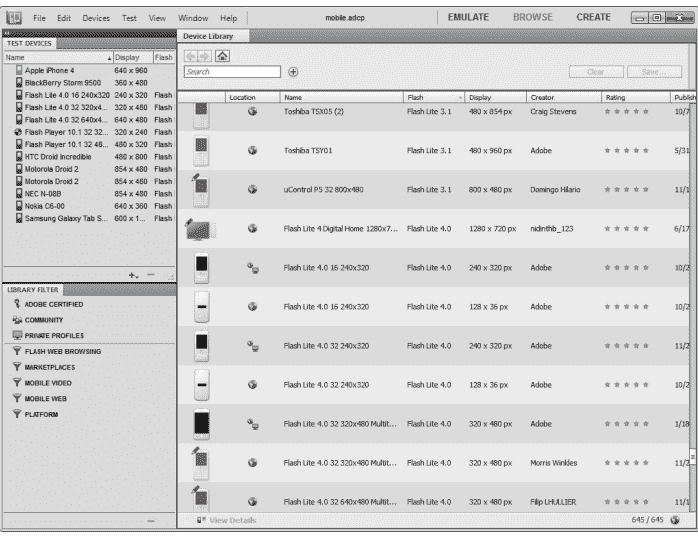 File Edit Devices Test View Window Help mobile.adcp EMULATE BROWSE CREATE
TEST DEVICES
Name Display Flash
Apple iPhone 4 640 x 960
BlackBerry Storm 9500 360 x 480
Flash Lite 4.0 16 240x320 240 x 320 Flash
Flash Lite 4.0 32 320x4... 320 x 480 Flash
Flash Lite 4.0 32 640x4... 640 x 480 Flash
Flash Player 10.1 32 32... 320 x 240 Flash
Flash Player 10.1 32 48... 480 x 320 Flash
HTC Droid Incredible 480 x 800 Flash
Motorola Droid 2 854 x 480 Flash
Motorola Droid 2 854 x 480 Flash
NEC N-08B 854 x 480 Flash
Nokia C6-00 640 x 360 Flash
Samsung Galaxy Tab S... 600 x 1... Flash
LIBRARY FILTER
ADOBE CERTIFIED
COMMUNITY
PRIVATE PROFILES
FLASH WEB BROWSING
MARKETPLACES
MOBILE VIDEO
MOBILE WEB
PLATFORM
Device Library
Search Clear Save...
Location Name Flash Display Creator Rating Publish
Toshiba TSX05 (2) Flash Lite 3.1 480 x 854 px Craig Stevens 10/7
Toshiba TSY01 Flash Lite 3.1 480 x 960 px Adobe 5/31
uControl PS 32 800x480 Flash Lite 3.1 800 x 480 px Domingo Hilario 11/1
Flash Lite 4 Digital Home 1280x7... Flash Lite 4.0 1280 x 720 px nidinthb_123 6/17
Flash Lite 4.0 16 240x320 Flash Lite 4.0 240 x 320 px Adobe 10/2
Flash Lite 4.0 16 240x320 Flash Lite 4.0 128 x 36 px Adobe 10/2
Flash Lite 4.0 32 240x320 Flash Lite 4.0 240 x 320 px Adobe 11/2
Flash Lite 4.0 32 240x320 Flash Lite 4.0 128 x 36 px Adobe 10/2
Flash Lite 4.0 32 320x480 Multit... Flash Lite 4.0 320 x 480 px Adobe 1/18
Flash Lite 4.0 32 320x480 Multit... Flash Lite 4.0 320 x 480 px Morris Winkles 11/2
Flash Lite 4.0 32 640x480 Multit... Flash Lite 4.0 320 x 480 px Filip LHULLIER 11/1
View Details 645 / 645